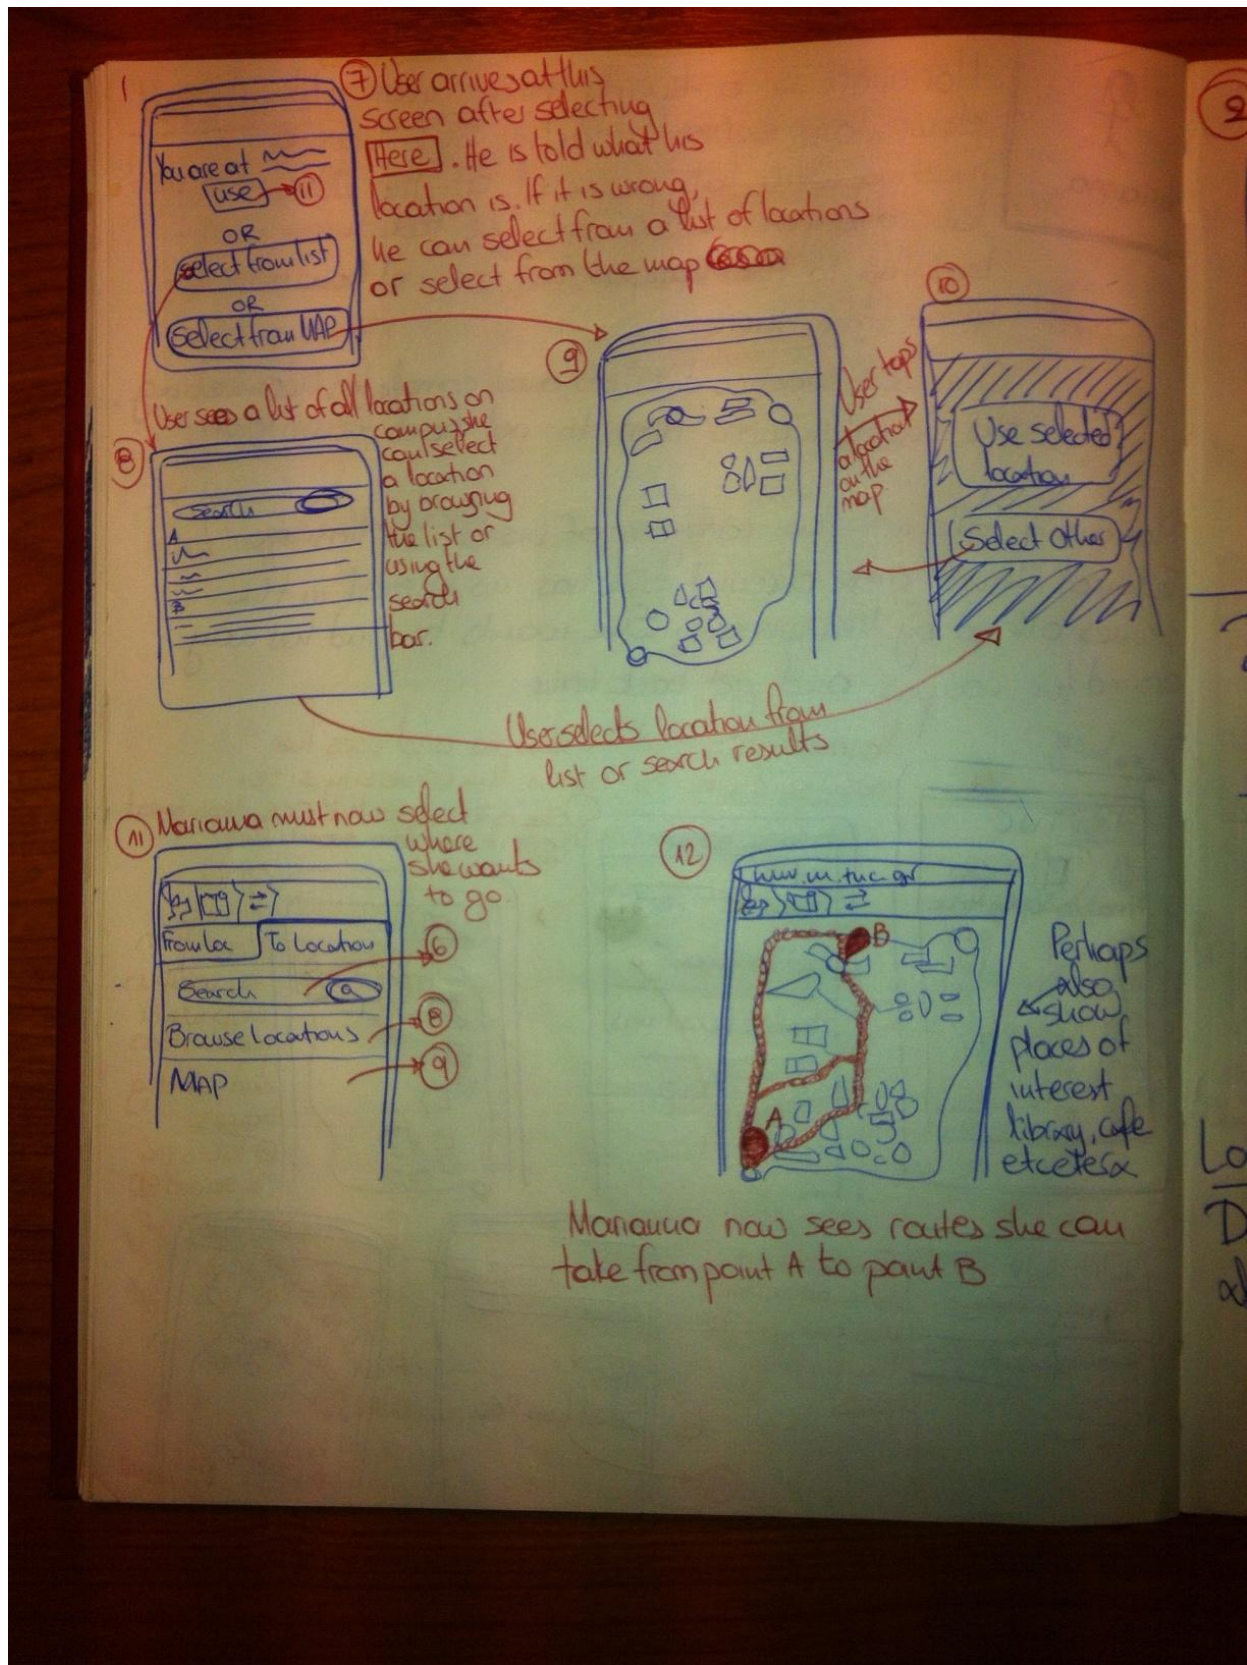 7 User arrives at this
screen after selecting
Here . He is told what his
location is. If it is wrong,
he can select from a list of locations
or select from the map
You are at
use 11
OR
select from list
OR
Select from MAP
8
User sees a list of all locations on
campus, she
can select
a location
by browsing
the list or
using the
search
bar.
Search
A
B
9
User taps
a location
on the
map
10
Use selected
location
Select Other
User selects location from
list or search results
11 Marianna must now select
where
she wants
to go.
From Loc
To Location
Search
6
Browse Locations
8
MAP
9
12
B
A
Perhaps
also
show
places of
interest
library, cafe
etcetera
Marianna now sees routes she can
take from point A to point B
2
Lo
D